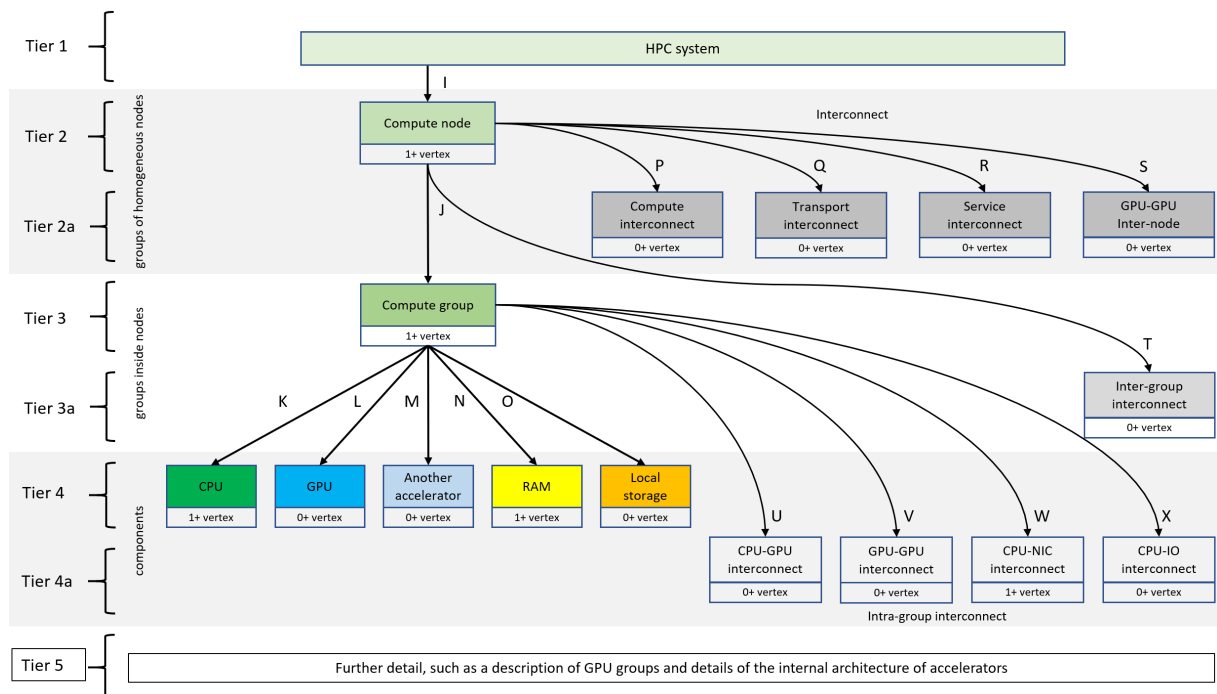 Tier 1
HPC system
I
groups of homogeneous nodes
Tier 2
Compute node
1+ vertex
Interconnect
P
Q
R
S
Tier 2a
J
Compute
interconnect
0+ vertex
Transport
interconnect
0+ vertex
Service
interconnect
0+ vertex
GPU-GPU
Inter-node
0+ vertex
groups inside nodes
Tier 3
Compute group
1+ vertex
T
Tier 3a
K
L
M
N
O
Inter-group
interconnect
0+ vertex
components
Tier 4
CPU
1+ vertex
GPU
0+ vertex
Another
accelerator
0+ vertex
RAM
1+ vertex
Local
storage
0+ vertex
U
V
W
X
Tier 4a
CPU-GPU
interconnect
0+ vertex
GPU-GPU
interconnect
0+ vertex
CPU-NIC
interconnect
1+ vertex
CPU-IO
interconnect
0+ vertex
Intra-group interconnect
Tier 5
Further detail, such as a description of GPU groups and details of the internal architecture of accelerators